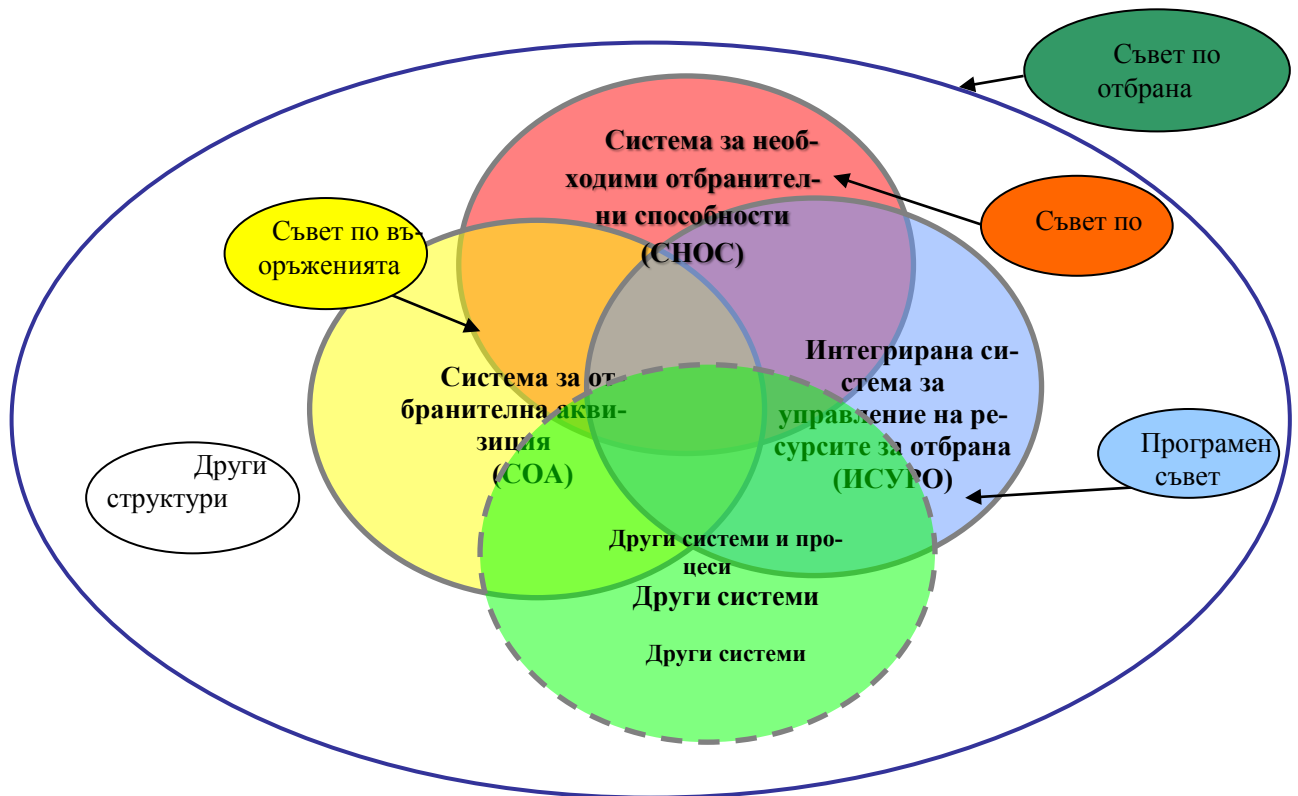 Съвет по
отбрана
Система за необ-
ходими отбранител-
ни способности
(СНОС)
Съвет по
Съвет по въ-
оръженията
Интегрирана си-
стема за
управление на ре-
сурсите за отбрана
(ИСУРО)
Система за от
бранителна акви-
зиция
(СОА)
Други
структури
Програмен
съвет
Други системи и про-
цеси
Други системи
Други системи